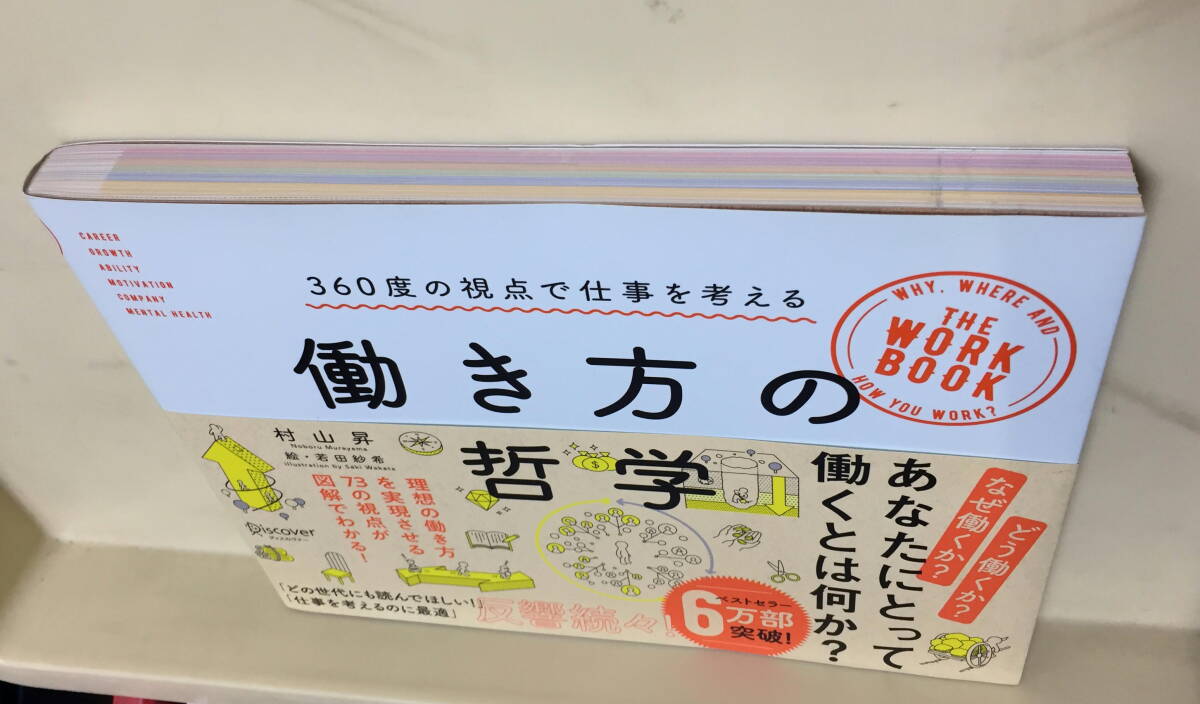 CAREER
GROWTH
ABILITY
MOTIVATION
COMPANY
MENTAL HEALTH
360度の視点で仕事を考える
働き方の
哲学
WHY, WHERE AND
THE
WORK
BOOK
HOW YOU WORK?
村山昇
Noboru Murayama
絵・若田紗希
illustration by Saki Wakata
理想の働き方
を実現させる
73の視点が
図解でわかる!
Discover
ディスカヴァー
どう働くか?
なぜ働くか?
あなたにとって
働くとは何か?
「どの世代にも読んでほしい!」
「仕事を考えるのに最適」
反響続々!
ベストセラー
6万部
突破!